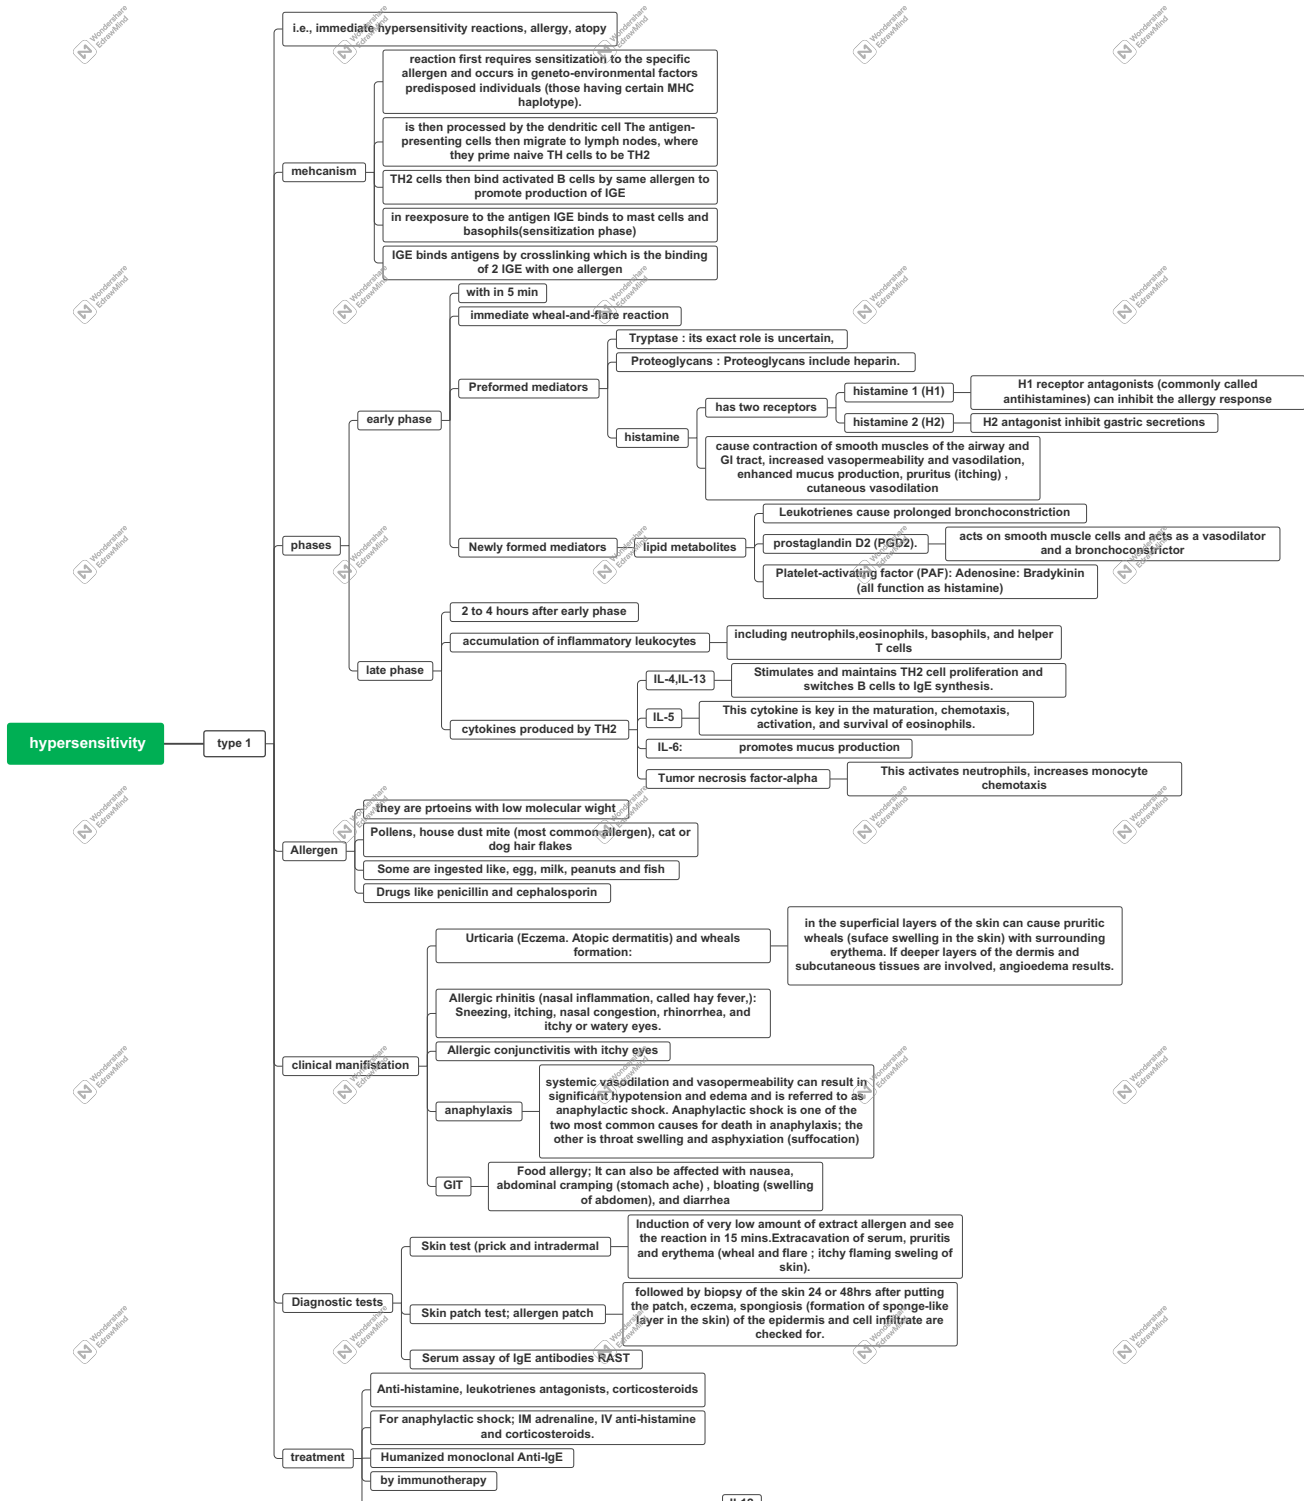 i.e., immediate hypersensitivity reactions, allergy, atopy
reaction first requires sensitization to the specific
allergen and occurs in geneto-environmental factors
predisposed individuals (those having certain MHC
haplotype).
is then processed by the dendritic cell The antigen-
presenting cells then migrate to lymph nodes, where
they prime naive TH cells to be TH2
mehcanism
TH2 cells then bind activated B cells by same allergen to
promote production of IGE
in reexposure to the antigen IGE binds to mast cells and
basophils(sensitization phase)
IGE binds antigens by crosslinking which is the binding
of 2 IGE with one allergen
with in 5 min
immediate wheal-and-flare reaction
Tryptase : its exact role is uncertain,
Proteoglycans : Proteoglycans include heparin.
Preformed mediators
histamine 1 (H1)
H1 receptor antagonists (commonly called
antihistamines) can inhibit the allergy response
has two receptors
histamine 2 (H2)
H2 antagonist inhibit gastric secretions
early phase
histamine
cause contraction of smooth muscles of the airway and
GI tract, increased vasopermeability and vasodilation,
enhanced mucus production, pruritus (itching) ,
cutaneous vasodilation
Leukotrienes cause prolonged bronchoconstriction
phases
Newly formed mediators
lipid metabolites
prostaglandin D2 (PGD2).
acts on smooth muscle cells and acts as a vasodilator
and a bronchoconstrictor
Platelet-activating factor (PAF): Adenosine: Bradykinin
(all function as histamine)
2 to 4 hours after early phase
accumulation of inflammatory leukocytes
including neutrophils,eosinophils, basophils, and helper
T cells
late phase
IL-4,IL-13
Stimulates and maintains TH2 cell proliferation and
switches B cells to IgE synthesis.
cytokines produced by TH2
IL-5
This cytokine is key in the maturation, chemotaxis,
activation, and survival of eosinophils.
IL-6: promotes mucus production
Tumor necrosis factor-alpha
This activates neutrophils, increases monocyte
chemotaxis
hypersensitivity
type 1
they are prtoeins with low molecular wight
Allergen
Pollens, house dust mite (most common allergen), cat or
dog hair flakes
Some are ingested like, egg, milk, peanuts and fish
Drugs like penicillin and cephalosporin
Urticaria (Eczema. Atopic dermatitis) and wheals
formation:
in the superficial layers of the skin can cause pruritic
wheals (suface swelling in the skin) with surrounding
erythema. If deeper layers of the dermis and
subcutaneous tissues are involved, angioedema results.
Allergic rhinitis (nasal inflammation, called hay fever,):
Sneezing, itching, nasal congestion, rhinorrhea, and
itchy or watery eyes.
Allergic conjunctivitis with itchy eyes
clinical manifistation
anaphylaxis
systemic vasodilation and vasopermeability can result in
significant hypotension and edema and is referred to as
anaphylactic shock. Anaphylactic shock is one of the
two most common causes for death in anaphylaxis; the
other is throat swelling and asphyxiation (suffocation)
GIT
Food allergy; It can also be affected with nausea,
abdominal cramping (stomach ache) , bloating (swelling
of abdomen), and diarrhea
Skin test (prick and intradermal
Induction of very low amount of extract allergen and see
the reaction in 15 mins.Extracavation of serum, pruritis
and erythema (wheal and flare ; itchy flaming sweling of
skin).
Diagnostic tests
Skin patch test; allergen patch
followed by biopsy of the skin 24 or 48hrs after putting
the patch, eczema, spongiosis (formation of sponge-like
layer in the skin) of the epidermis and cell infiltrate are
checked for.
Serum assay of IgE antibodies RAST
Anti-histamine, leukotrienes antagonists, corticosteroids
For anaphylactic shock; IM adrenaline, IV anti-histamine
and corticosteroids.
treatment
Humanized monoclonal Anti-IgE
by immunotherapy
Wondershare
EdrawMind